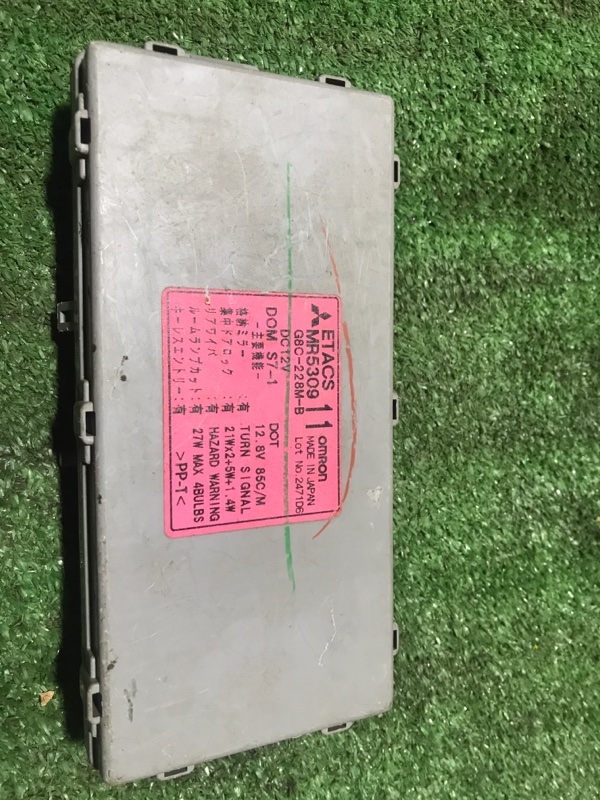 ETACS
MR530911 omron
G8C-228M-B MADE IN JAPAN
DC12V Lot No.2471D6
DOM S7-1
-主要機能-
格納ミラー :有
集中ドアロック :有
リアワイパ :有
ルームランプカット:有
キーレスエントリー:有
DOT
12.8V 85C/M
TURN SIGNAL
21W×2+5W+1.4W
HAZARD WARNING
27W MAX 4BULBS
>PP-T<